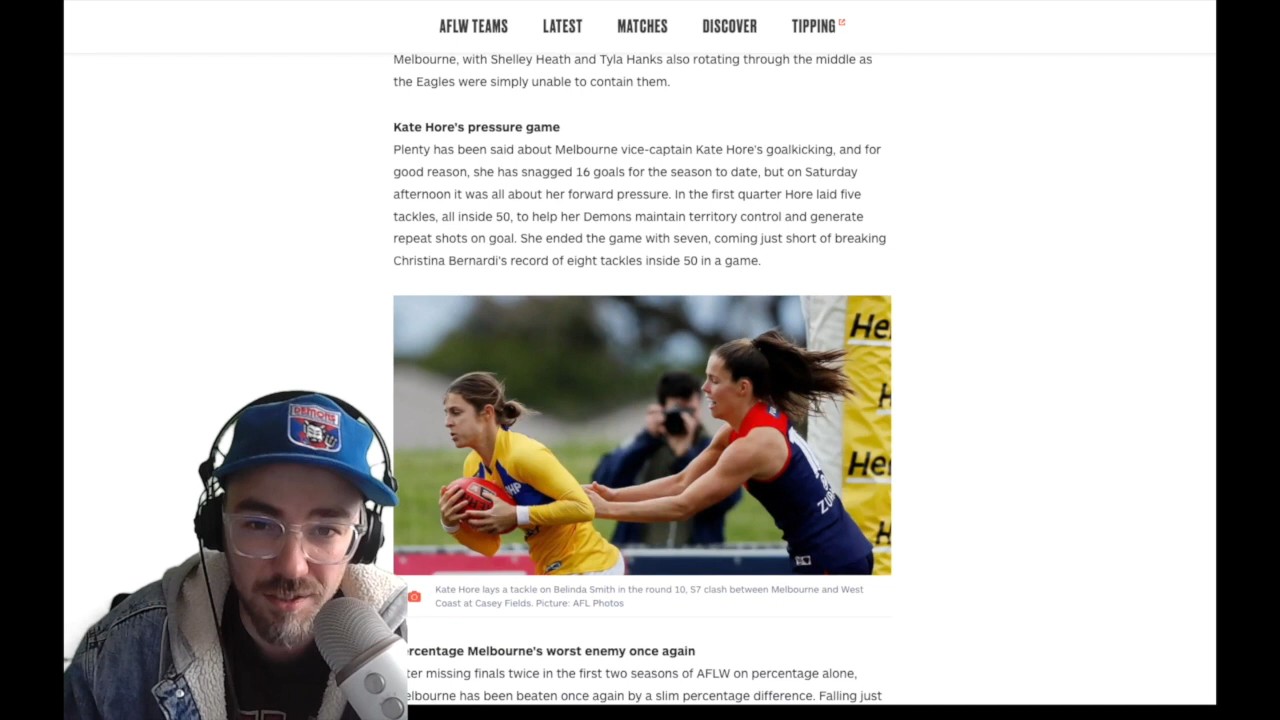 AFLW TEAMS LATEST MATCHES DISCOVER TIPPING
Melbourne, with Shelley Heath and Tyla Hanks also rotating through the middle as
the Eagles were simply unable to contain them.
Kate Hore's pressure game
Plenty has been said about Melbourne vice-captain Kate Hore's goalkicking, and for
good reason, she has snagged 16 goals for the season to date, but on Saturday
afternoon it was all about her forward pressure. In the first quarter Hore laid five
tackles, all inside 50, to help her Demons maintain territory control and generate
repeat shots on goal. She ended the game with seven, coming just short of breaking
Christina Bernardi's record of eight tackles inside 50 in a game.
He
H
He
ZUR
BHP
DEMONS
Kate Hore lays a tackle on Belinda Smith in the round 10, S7 clash between Melbourne and West
Coast at Casey Fields. Picture: AFL Photos
ercentage Melbourne's worst enemy once again
ter missing finals twice in the first two seasons of AFLW on percentage alone,
elbourne has been beaten once again by a slim percentage difference. Falling just